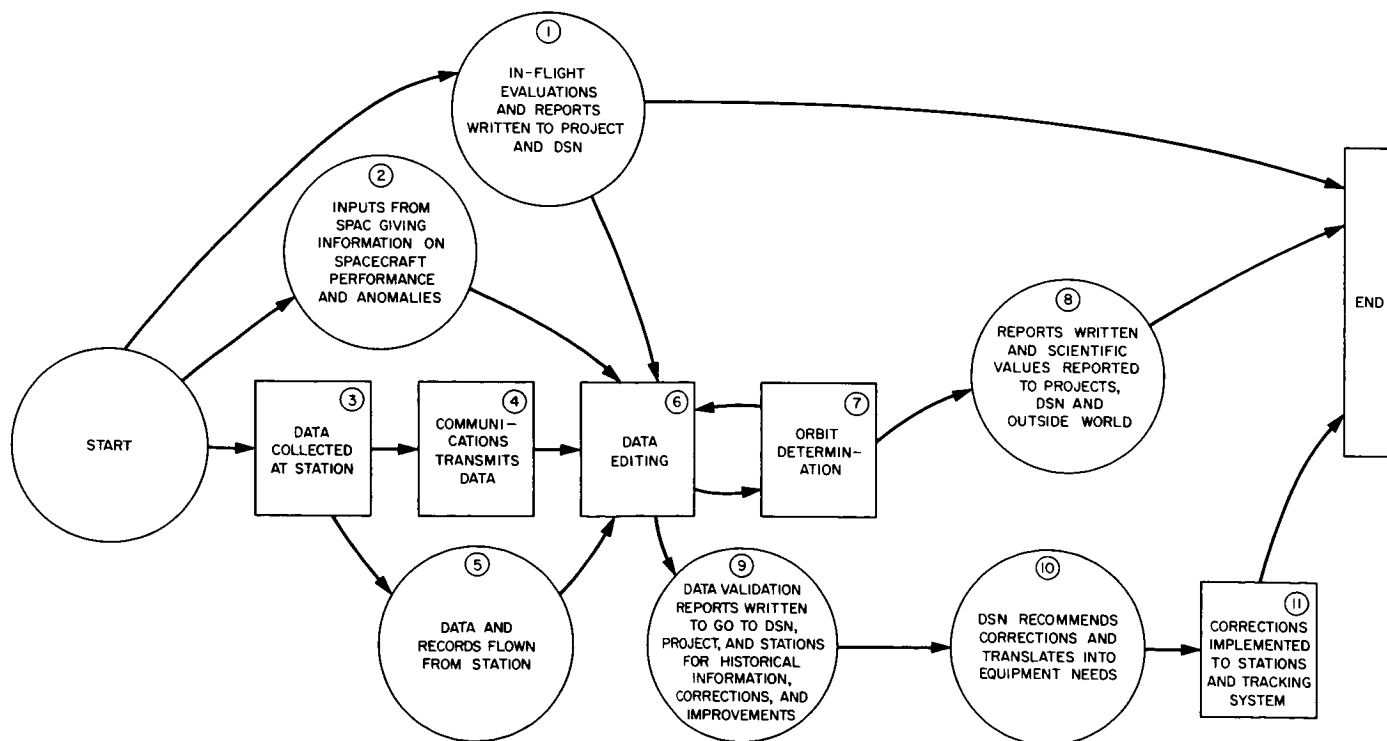 1
IN-FLIGHT
EVALUATIONS
AND REPORTS
WRITTEN TO PROJECT
AND DSN
2
INPUTS FROM
SPAC GIVING
INFORMATION ON
SPACECRAFT
PERFORMANCE
AND ANOMALIES
START
3
DATA
COLLECTED
AT STATION
4
COMMUNI-
CATIONS
TRANSMITS
DATA
5
DATA AND
RECORDS FLOWN
FROM STATION
6
DATA
EDITING
7
ORBIT
DETERMIN-
ATION
8
REPORTS WRITTEN
AND SCIENTIFIC
VALUES REPORTED
TO PROJECTS,
DSN AND
OUTSIDE WORLD
9
DATA VALIDATION
REPORTS WRITTEN
TO GO TO DSN,
PROJECT, AND STATIONS
FOR HISTORICAL
INFORMATION,
CORRECTIONS, AND
IMPROVEMENTS
10
DSN RECOMMENDS
CORRECTIONS AND
TRANSLATES INTO
EQUIPMENT NEEDS
11
CORRECTIONS
IMPLEMENTED
TO STATIONS
AND TRACKING
SYSTEM
END